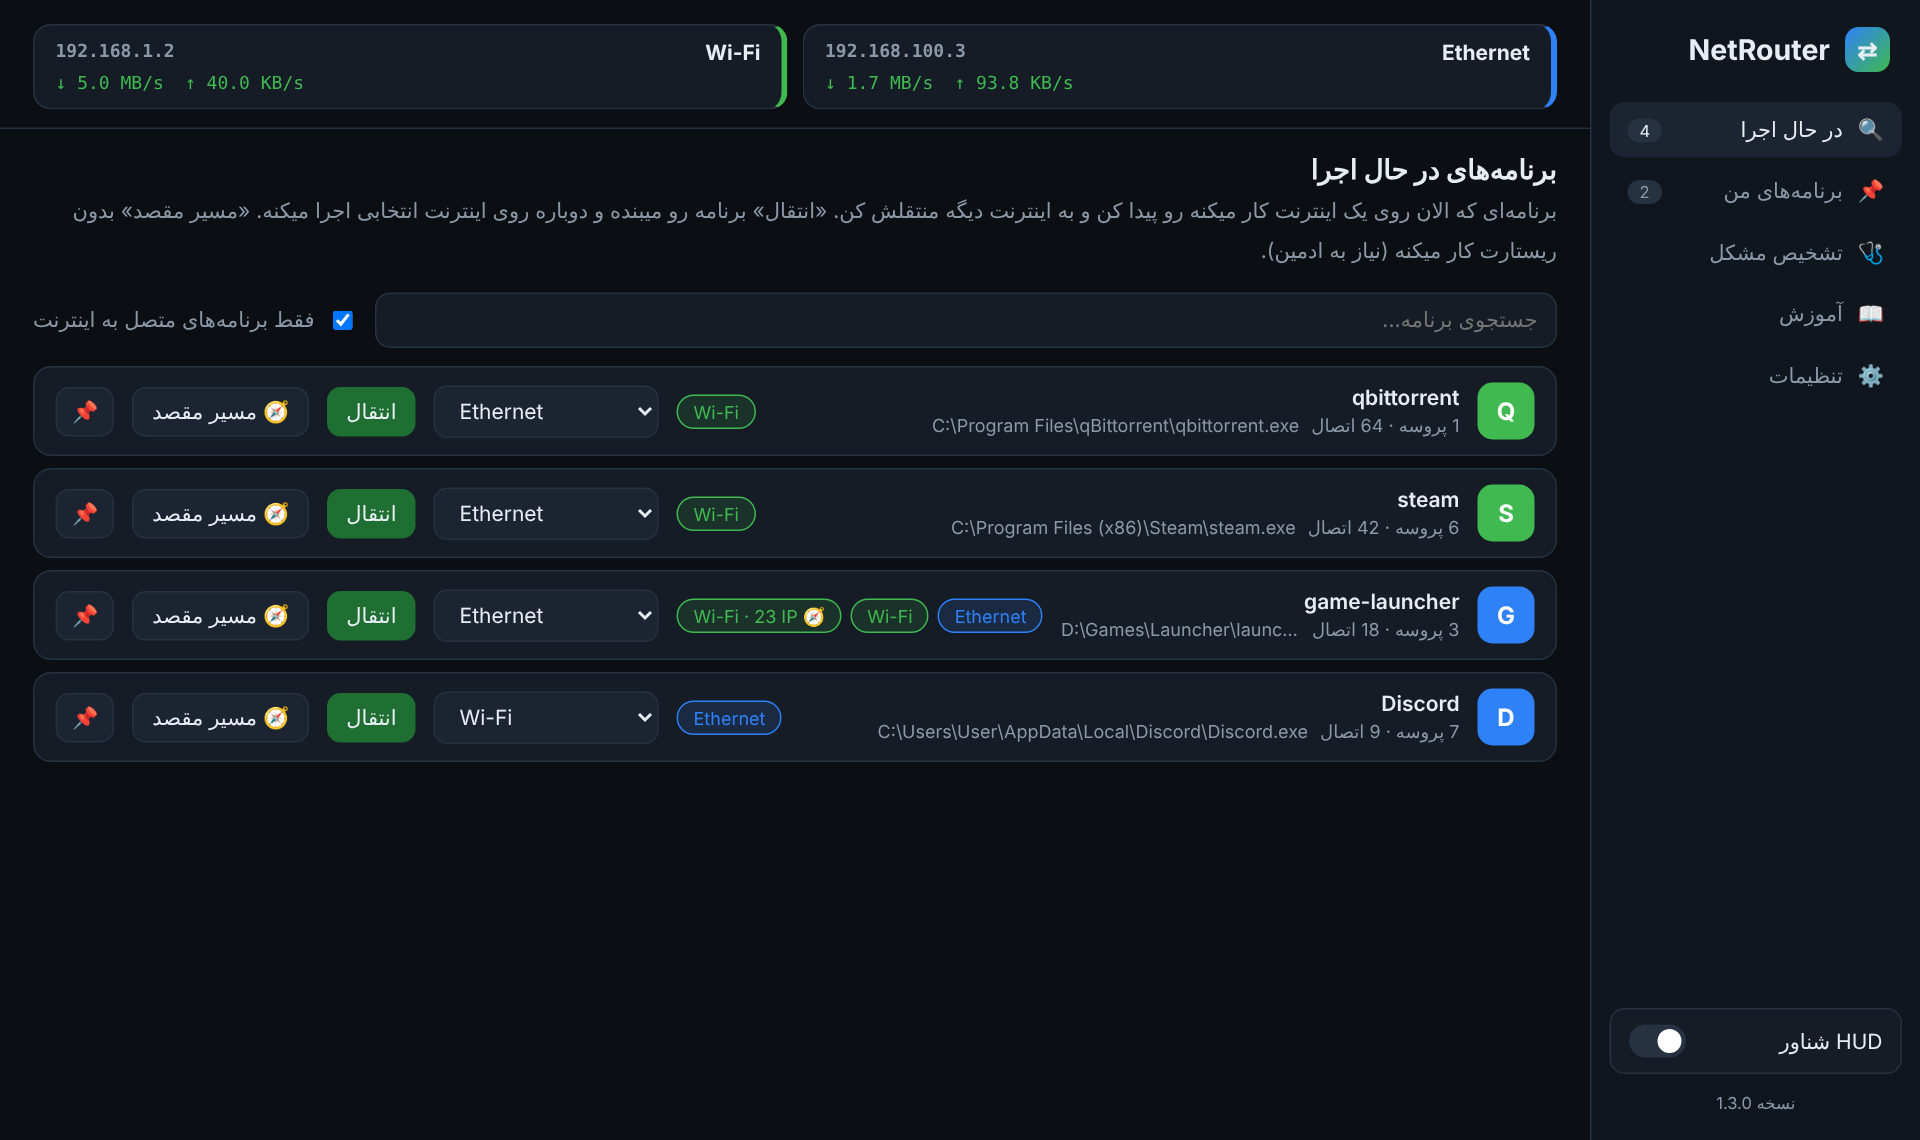 NetRouter
در حال اجرا 4
برنامه‌های من 2
تشخیص مشکل
آموزش
تنظیمات
HUD شناور
نسخه 1.3.0
Ethernet 192.168.100.3
↓ 1.7 MB/s ↑ 93.8 KB/s
Wi-Fi 192.168.1.2
↓ 5.0 MB/s ↑ 40.0 KB/s
برنامه‌های در حال اجرا
برنامه‌ای که الان روی یک اینترنت کار میکنه رو پیدا کن و به اینترنت دیگه منتقلش کن. «انتقال» برنامه رو میبنده و دوباره روی اینترنت انتخابی اجرا میکنه. «مسیر مقصد» بدون
ریستارت کار میکنه (نیاز به ادمین).
جستجوی برنامه...
فقط برنامه‌های متصل به اینترنت
Q qbittorrent
1 پروسه · 64 اتصال C:\Program Files\qBittorrent\qbittorrent.exe
Wi-Fi Ethernet انتقال مسیر مقصد
S steam
6 پروسه · 42 اتصال C:\Program Files (x86)\Steam\steam.exe
Wi-Fi Ethernet انتقال مسیر مقصد
G game-launcher
3 پروسه · 18 اتصال D:\Games\Launcher\launc...
Ethernet Wi-Fi Wi-Fi · 23 IP Ethernet انتقال مسیر مقصد
D Discord
7 پروسه · 9 اتصال C:\Users\User\AppData\Local\Discord\Discord.exe
Ethernet Wi-Fi انتقال مسیر مقصد